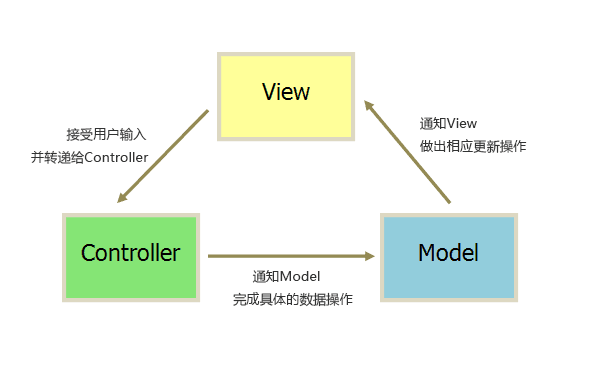 View
接受用户输入
并转递给Controller
通知View
做出相应更新操作
Controller
Model
通知Model
完成具体的数据操作